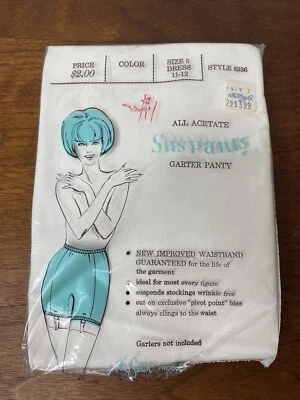 PRICE
$2.00
COLOR
SIZE 5
DRESS
11-12
STYLE 8336
ALL ACETATE
Suspants
GARTER PANTY
NEW IMPROVED WAISTBAND
GUARANTEED for the life of
the garment
ideal for most every figure
suspends stockings wrinkle free
cut on exclusive "pivot point" bias
always clings to the waist
Garters not included
PRODUCT